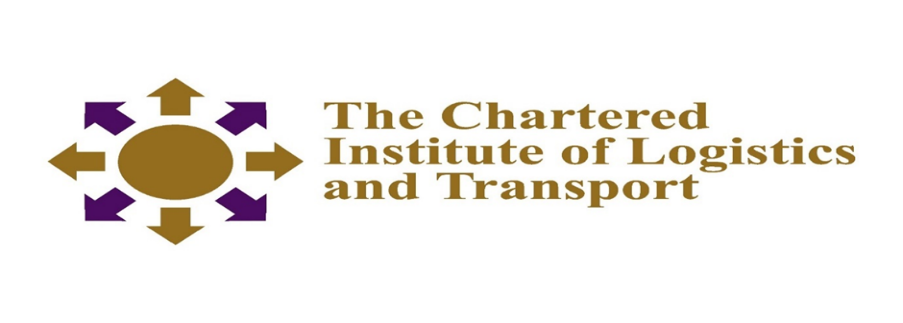 The Chartered
Institute of Logistics
and Transport